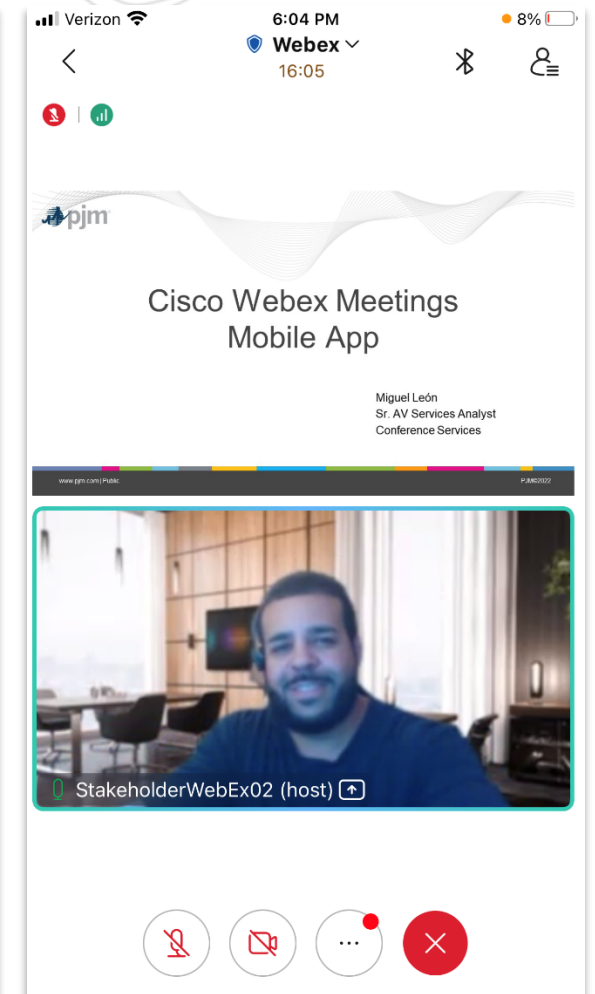 Verizon 6:04 PM 8%
Webex
16:05
pjm
Cisco Webex Meetings
Mobile App
Miguel León
Sr. AV Services Analyst
Conference Services
www.pjm.com | Public PJM©2022
StakeholderWebEx02 (host)